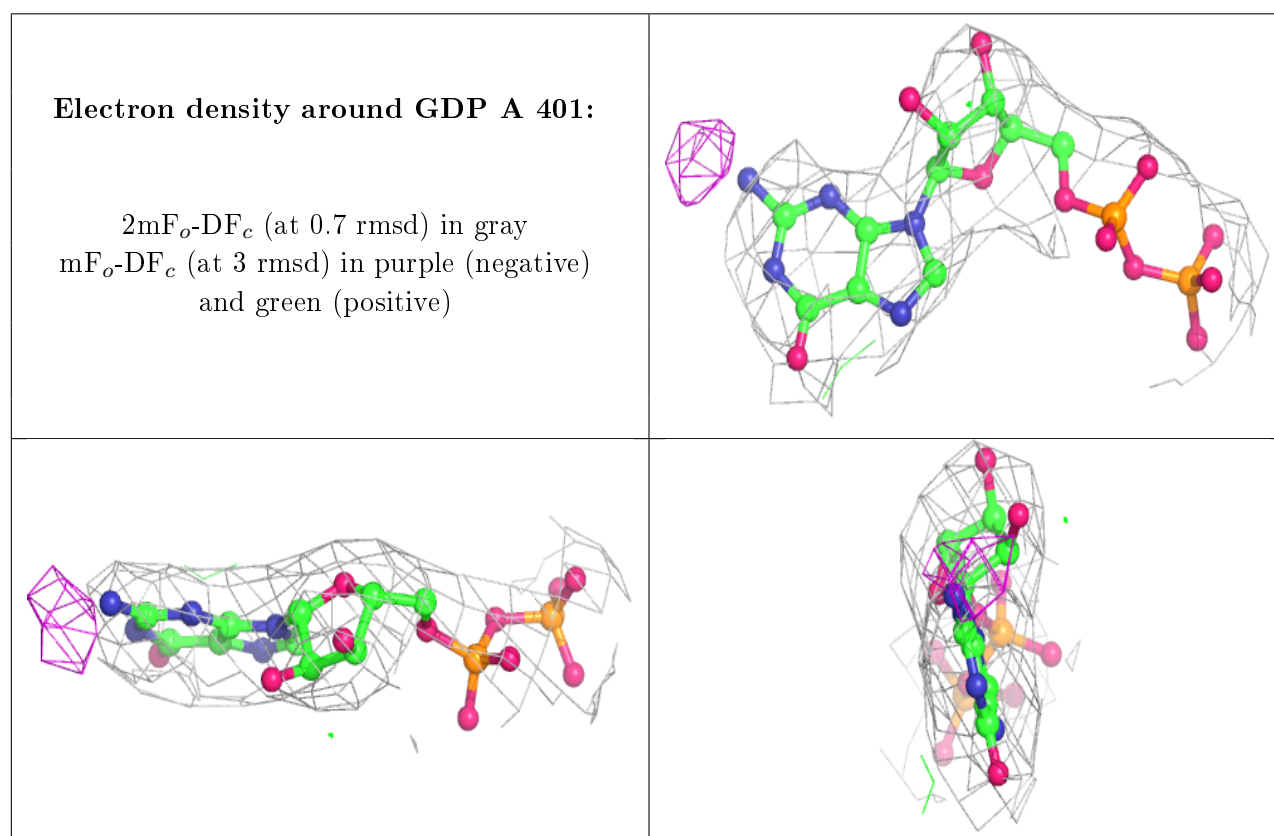 Electron density around GDP A 401:
2mFo-DFc (at 0.7 rmsd) in gray
mFo-DFc (at 3 rmsd) in purple (negative)
and green (positive)